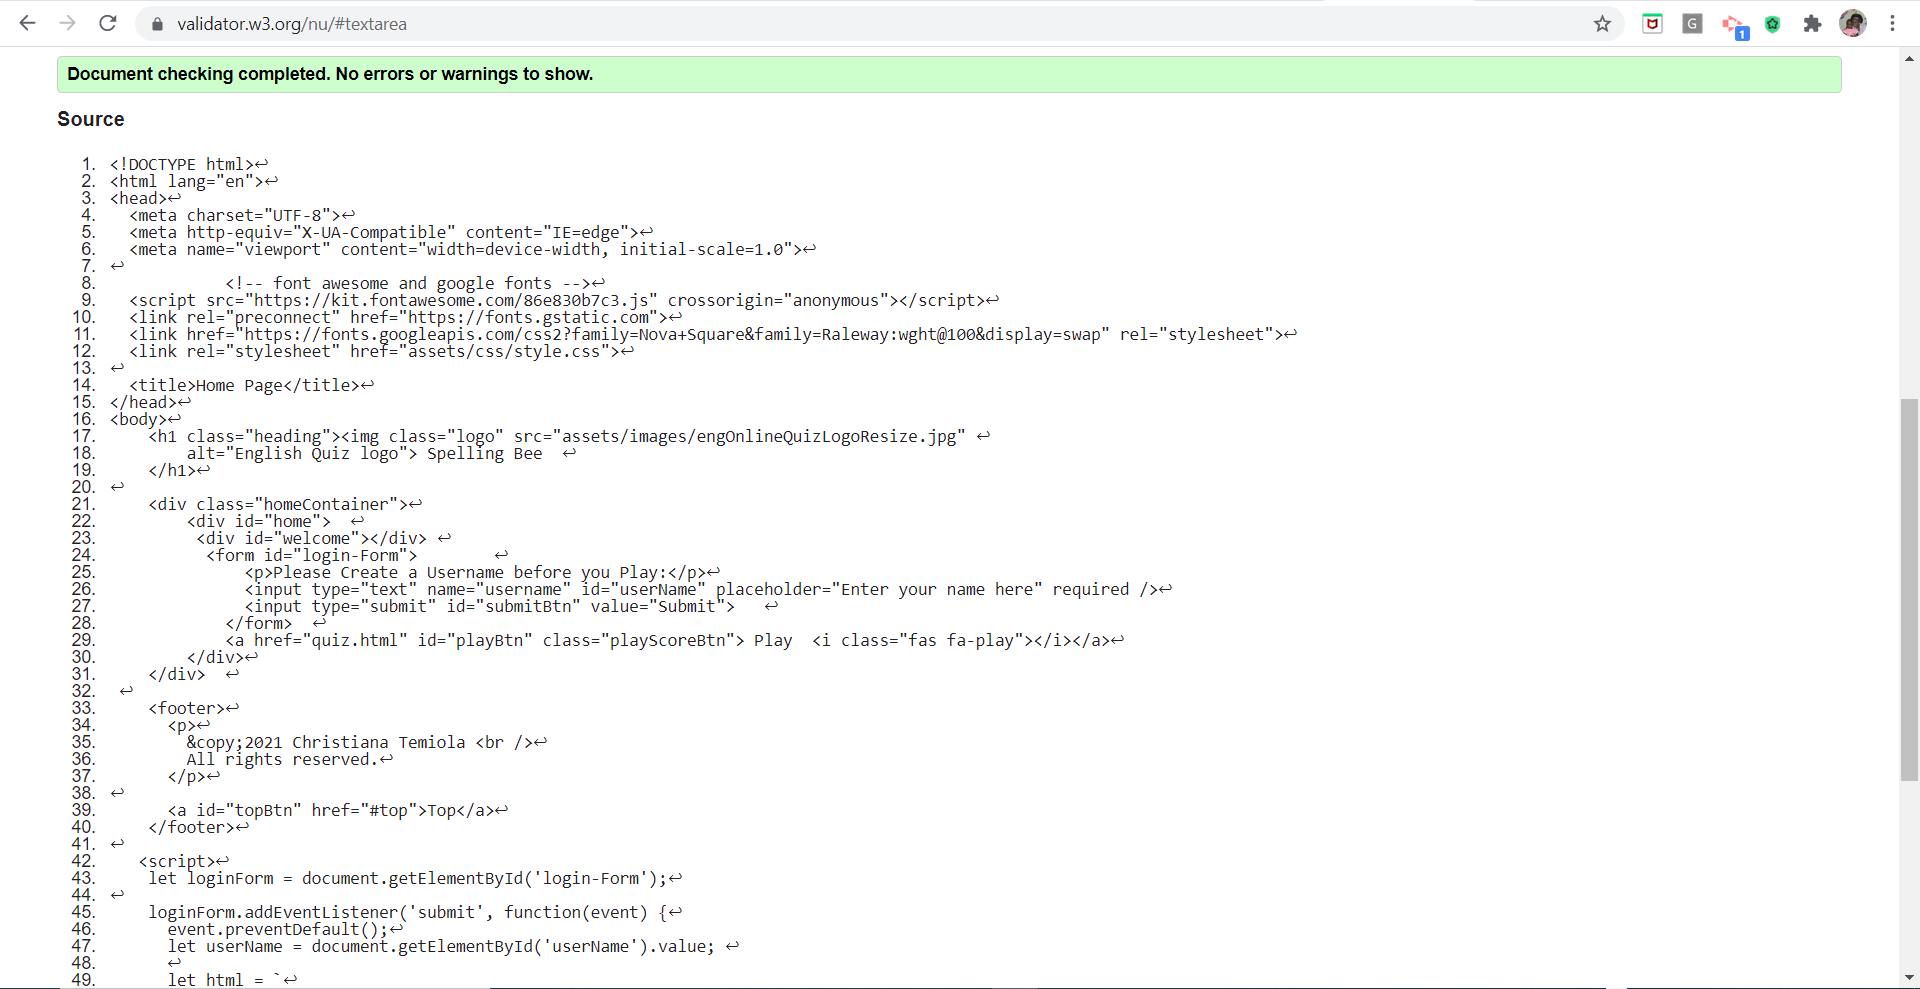 validator.w3.org/nu/#textarea
G
1
Document checking completed. No errors or warnings to show.
Source
1. <!DOCTYPE html>↩
2. <html lang="en">↩
3. <head>↩
4.   <meta charset="UTF-8">↩
5.   <meta http-equiv="X-UA-Compatible" content="IE=edge">↩
6.   <meta name="viewport" content="width=device-width, initial-scale=1.0">↩
7. ↩
8.             <!-- font awesome and google fonts -->↩
9.   <script src="https://kit.fontawesome.com/86e830b7c3.js" crossorigin="anonymous"></script>↩
10.   <link rel="preconnect" href="https://fonts.gstatic.com">↩
11.   <link href="https://fonts.googleapis.com/css2?family=Nova+Square&family=Raleway:wght@100&display=swap" rel="stylesheet">↩
12.   <link rel="stylesheet" href="assets/css/style.css">↩
13. ↩
14.   <title>Home Page</title>↩
15. </head>↩
16. <body>↩
17.     <h1 class="heading"><img class="logo" src="assets/images/engOnlineQuizLogoResize.jpg" ↩
18.         alt="English Quiz logo"> Spelling Bee  ↩
19.     </h1>↩
20. ↩
21.     <div class="homeContainer">↩
22.         <div id="home">  ↩
23.          <div id="welcome"></div> ↩
24.           <form id="login-Form">        ↩
25.               <p>Please Create a Username before you Play:</p>↩
26.               <input type="text" name="username" id="userName" placeholder="Enter your name here" required />↩
27.               <input type="submit" id="submitBtn" value="Submit">   ↩
28.             </form>  ↩
29.             <a href="quiz.html" id="playBtn" class="playScoreBtn"> Play  <i class="fas fa-play"></i></a>↩
30.         </div>↩
31.     </div>  ↩
32.  ↩
33.     <footer>↩
34.       <p>↩
35.         &copy;2021 Christiana Temiola <br />↩
36.         All rights reserved.↩
37.       </p>↩
38. ↩
39.       <a id="topBtn" href="#top">Top</a>↩
40.     </footer>↩
41. ↩
42.    <script>↩
43.     let loginForm = document.getElementById('login-Form');↩
44. ↩
45.     loginForm.addEventListener('submit', function(event) {↩
46.       event.preventDefault();↩
47.       let userName = document.getElementById('userName').value; ↩
48.       ↩
49.       let html = `↩